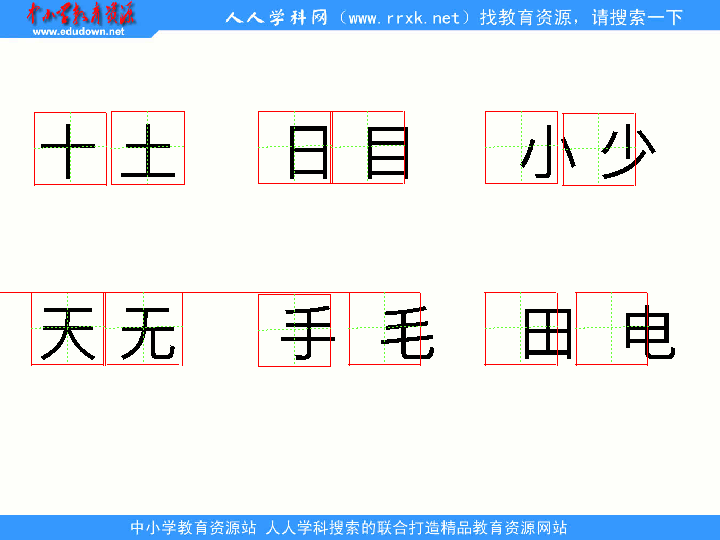 中小学教育资源
www.edudown.net
人人学科网（www.rrxk.net）找教育资源，请搜索一下
十 土 日 目 小 少
天 无 手 毛 田 电
中小学教育资源站 人人学科搜索的联合打造精品教育资源网站